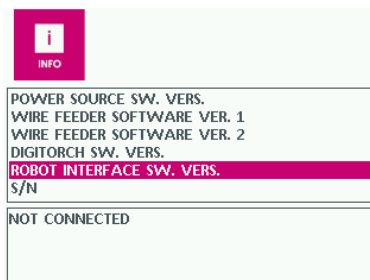 i
INFO
POWER SOURCE SW. VERS.
WIRE FEEDER SOFTWARE VER. 1
WIRE FEEDER SOFTWARE VER. 2
DIGITORCH SW. VERS.
ROBOT INTERFACE SW. VERS.
S/N
NOT CONNECTED